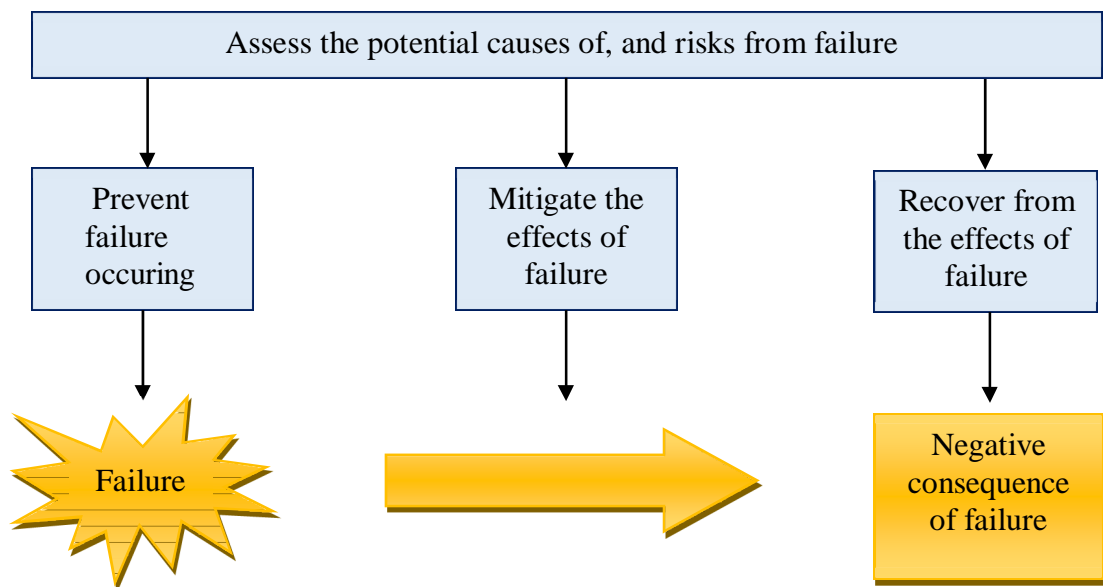 Assess the potential causes of, and risks from failure
Prevent
failure
occuring
Mitigate the
effects of
failure
Recover from
the effects of
failure
Failure
Negative
consequence
of failure